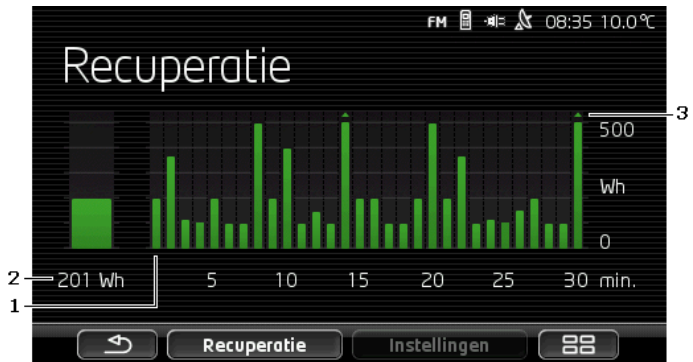 FM 08:35 10.0°C
Recuperatie
3
500
Wh
0
2 201 Wh 5 10 15 20 25 30 min.
1
Recuperatie Instellingen